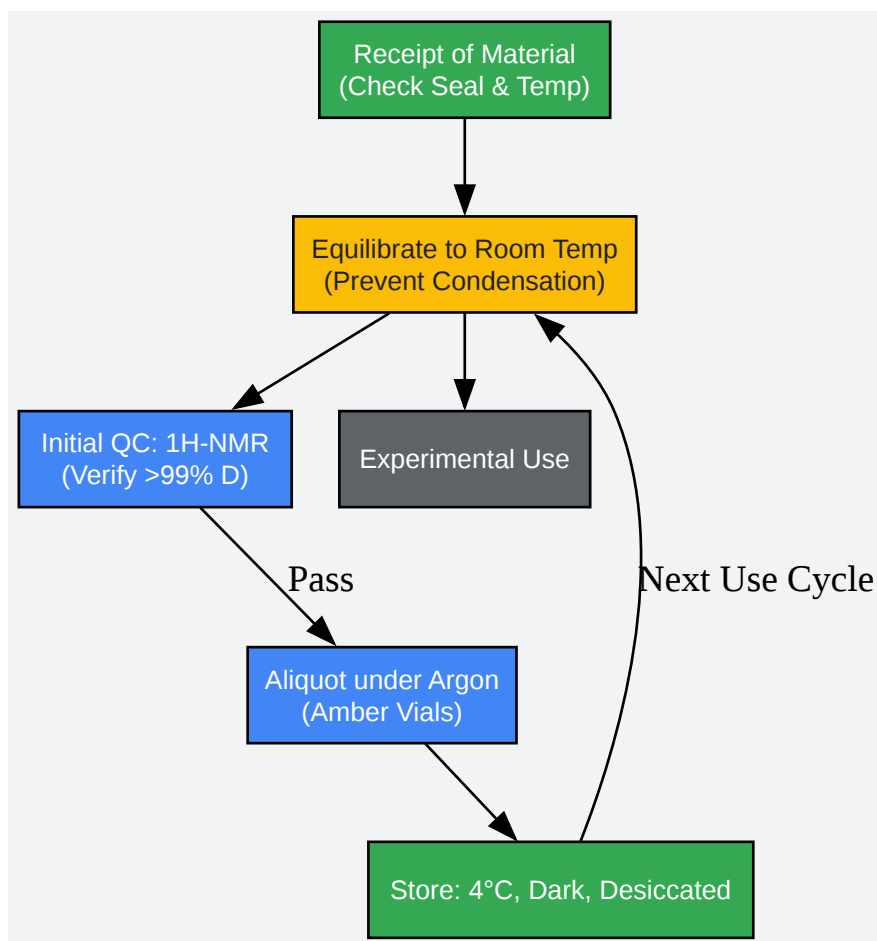 Receipt of Material
(Check Seal & Temp)
Equilibrate to Room Temp
(Prevent Condensation)
Initial QC: 1H-NMR
(Verify >99% D)
Experimental Use
Pass
Next Use Cycle
Aliquot under Argon
(Amber Vials)
Store: 4°C, Dark, Desiccated